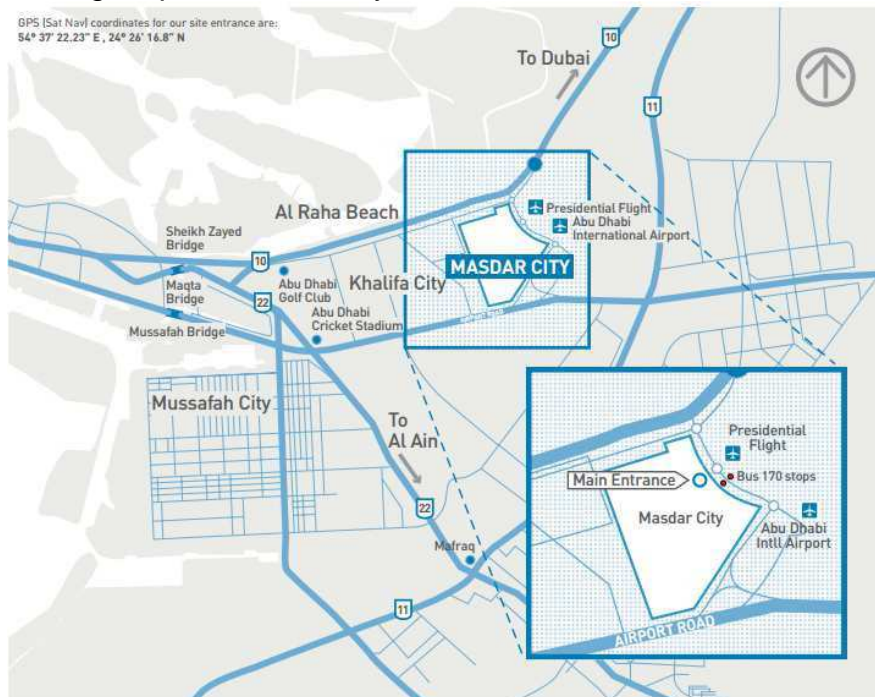 GPS (Sat Nav) coordinates for our site entrance are:
54º 37' 22.23" E , 24º 26' 16.8" N
10
To Dubai
11
Al Raha Beach
Presidential Flight
Abu Dhabi
International Airport
Sheikh Zayed
Bridge
10
MASDAR CITY
Maqta
Bridge
22
Abu Dhabi
Golf Club
Khalifa City
Abu Dhabi
Cricket Stadium
Mussafah Bridge
Mussafah City
To
Al Ain
22
Mafraq
11
Presidential
Flight
Bus 170 stops
Main Entrance
Masdar City
Abu Dhabi
Intll Airport
AIRPORT ROAD